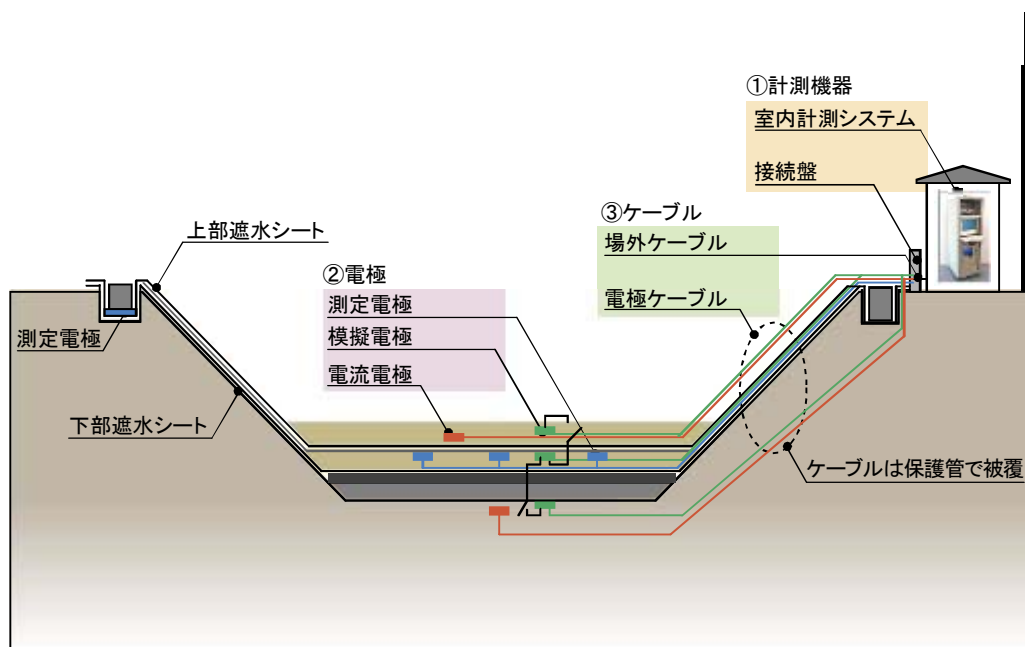 ①計測機器
室内計測システム
接続盤
③ケーブル
場外ケーブル
電極ケーブル
上部遮水シート
②電極
測定電極
模擬電極
電流電極
測定電極
下部遮水シート
ケーブルは保護管で被覆